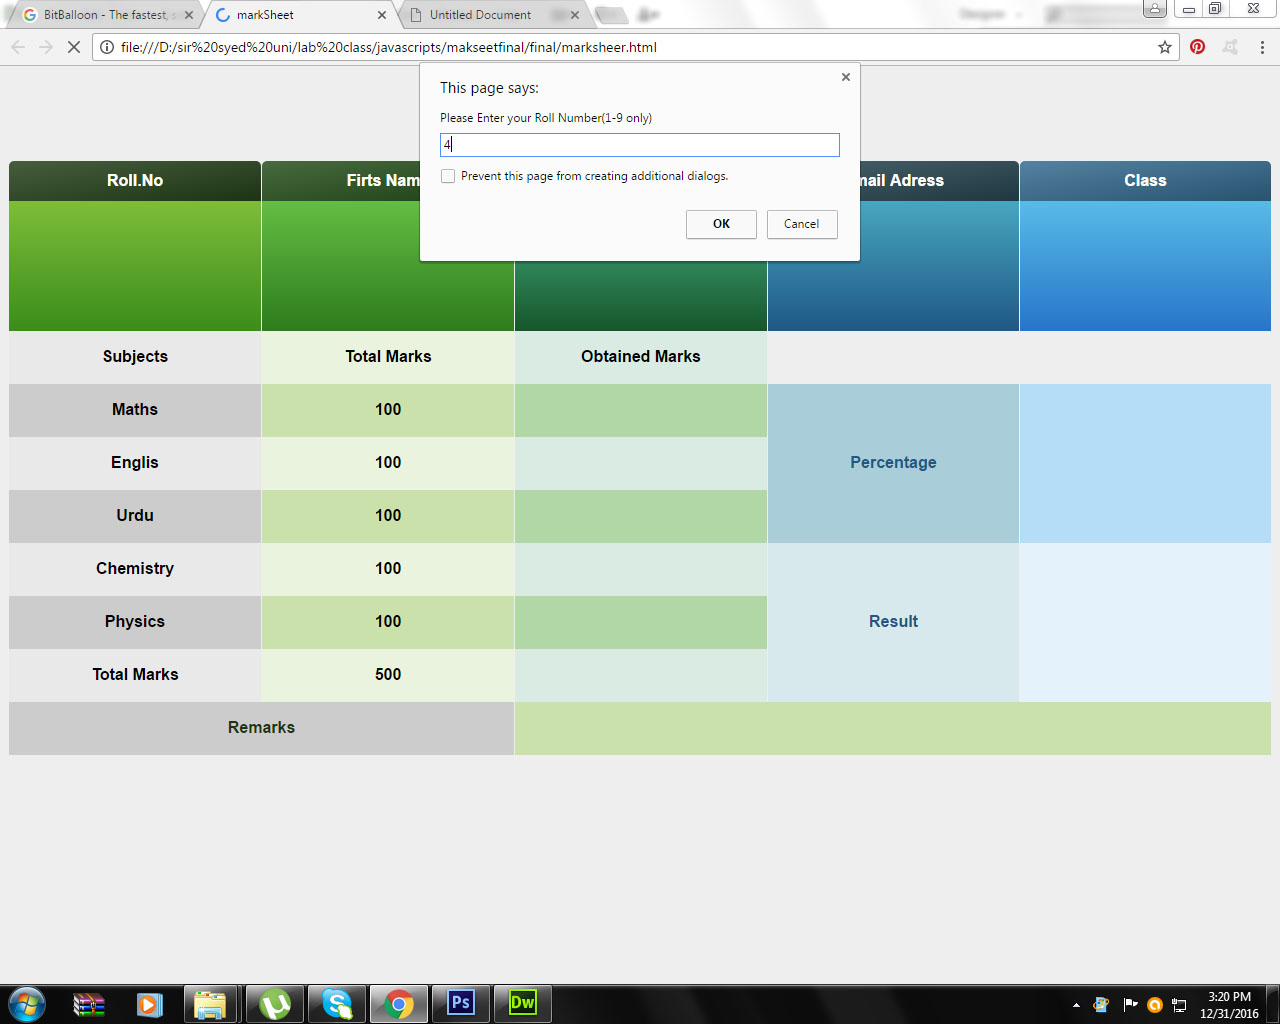 BitBalloon - The fastest, s
markSheet
Untitled Document
file:///D:/sir%20syed%20uni/lab%20class/javascripts/makseetfinal/final/marksheer.html
This page says:
Please Enter your Roll Number(1-9 only)
4
Prevent this page from creating additional dialogs.
OK Cancel
Roll.No Firts Nam ail Adress Class
Subjects Total Marks Obtained Marks
Maths 100
Englis 100 Percentage
Urdu 100
Chemistry 100
Physics 100 Result
Total Marks 500
Remarks
Ps Dw
3:20 PM
12/31/2016